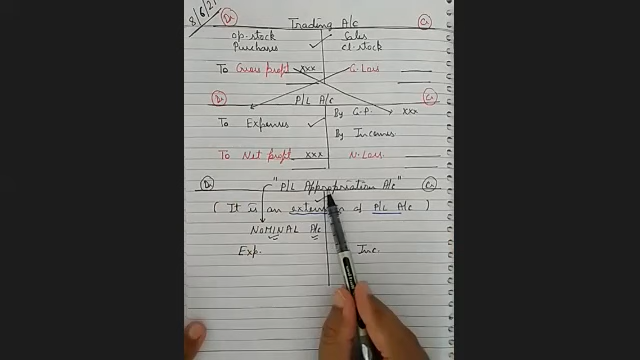 8/6/21
Dr Trading A/c Cr
op. stock Sales
Purchases cl. stock
To Gross profit xxx G. Loss
Dr P/L A/c Cr
To Expenses By G.P. xxx
By Incomes
To Net profit xxx N. Loss
Dr "P/L Appropriation A/c" Cr
( It is an extension of P/L A/c )
NOMINAL A/c
Exp. Inc.